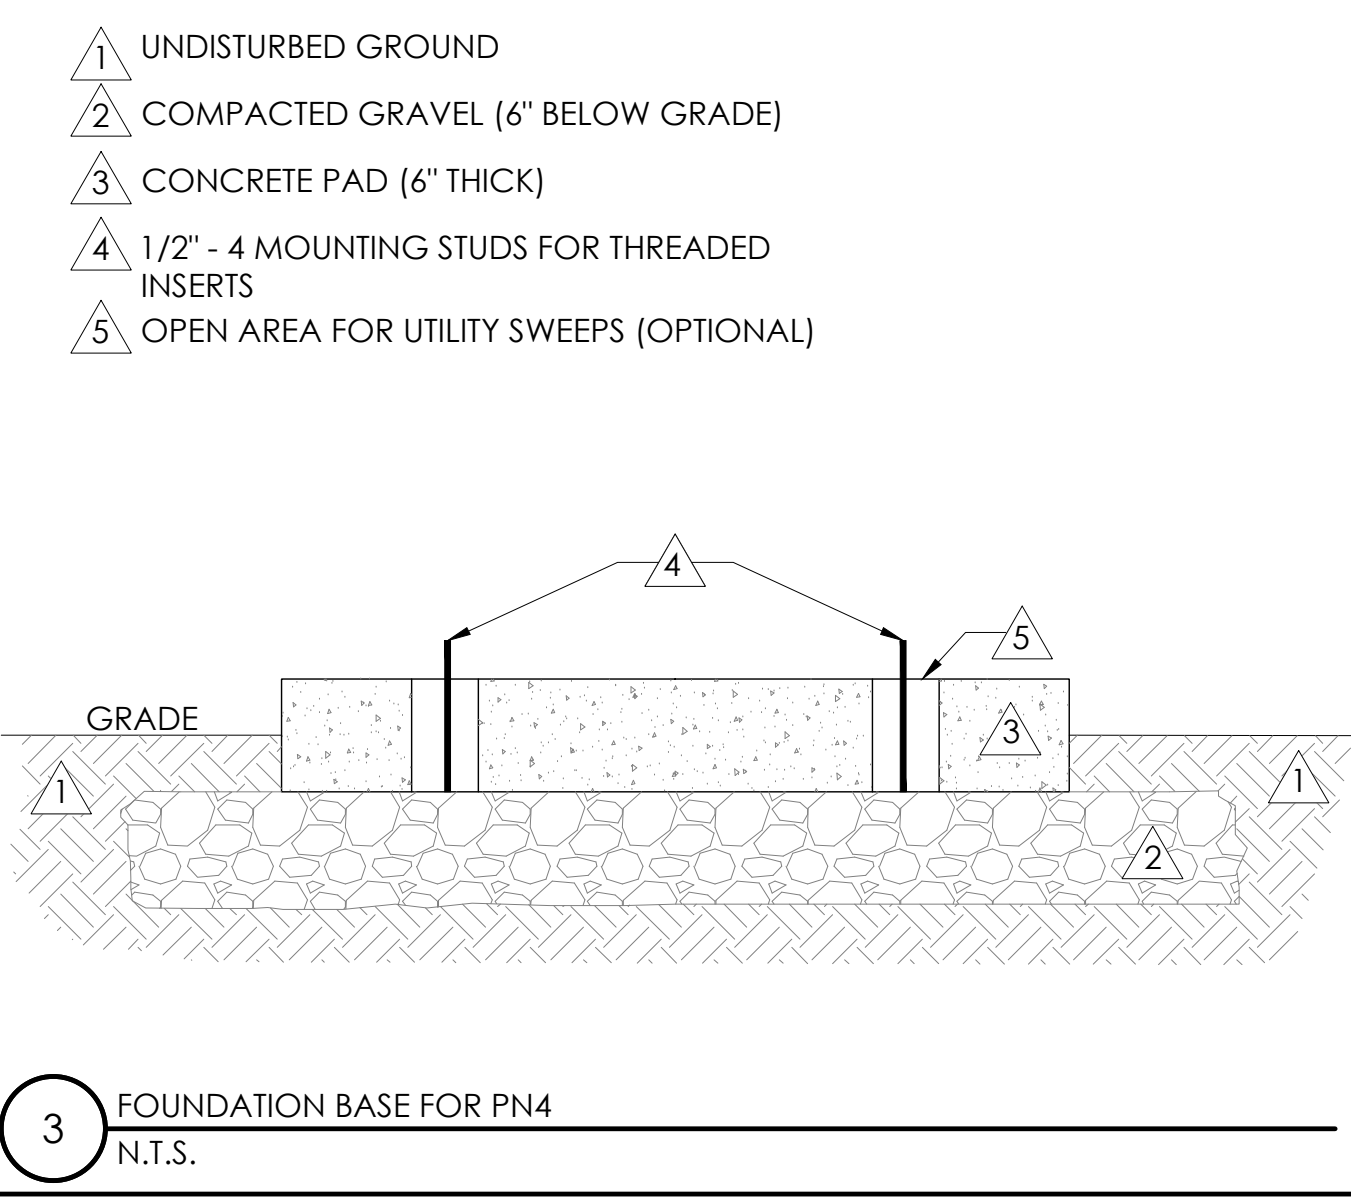 1 UNDISTURBED GROUND
2 COMPACTED GRAVEL (6" BELOW GRADE)
3 CONCRETE PAD (6" THICK)
4 1/2" - 4 MOUNTING STUDS FOR THREADED
INSERTS
5 OPEN AREA FOR UTILITY SWEEPS (OPTIONAL)
4
5
GRADE
3
1
1
2
3
FOUNDATION BASE FOR PN4
N.T.S.